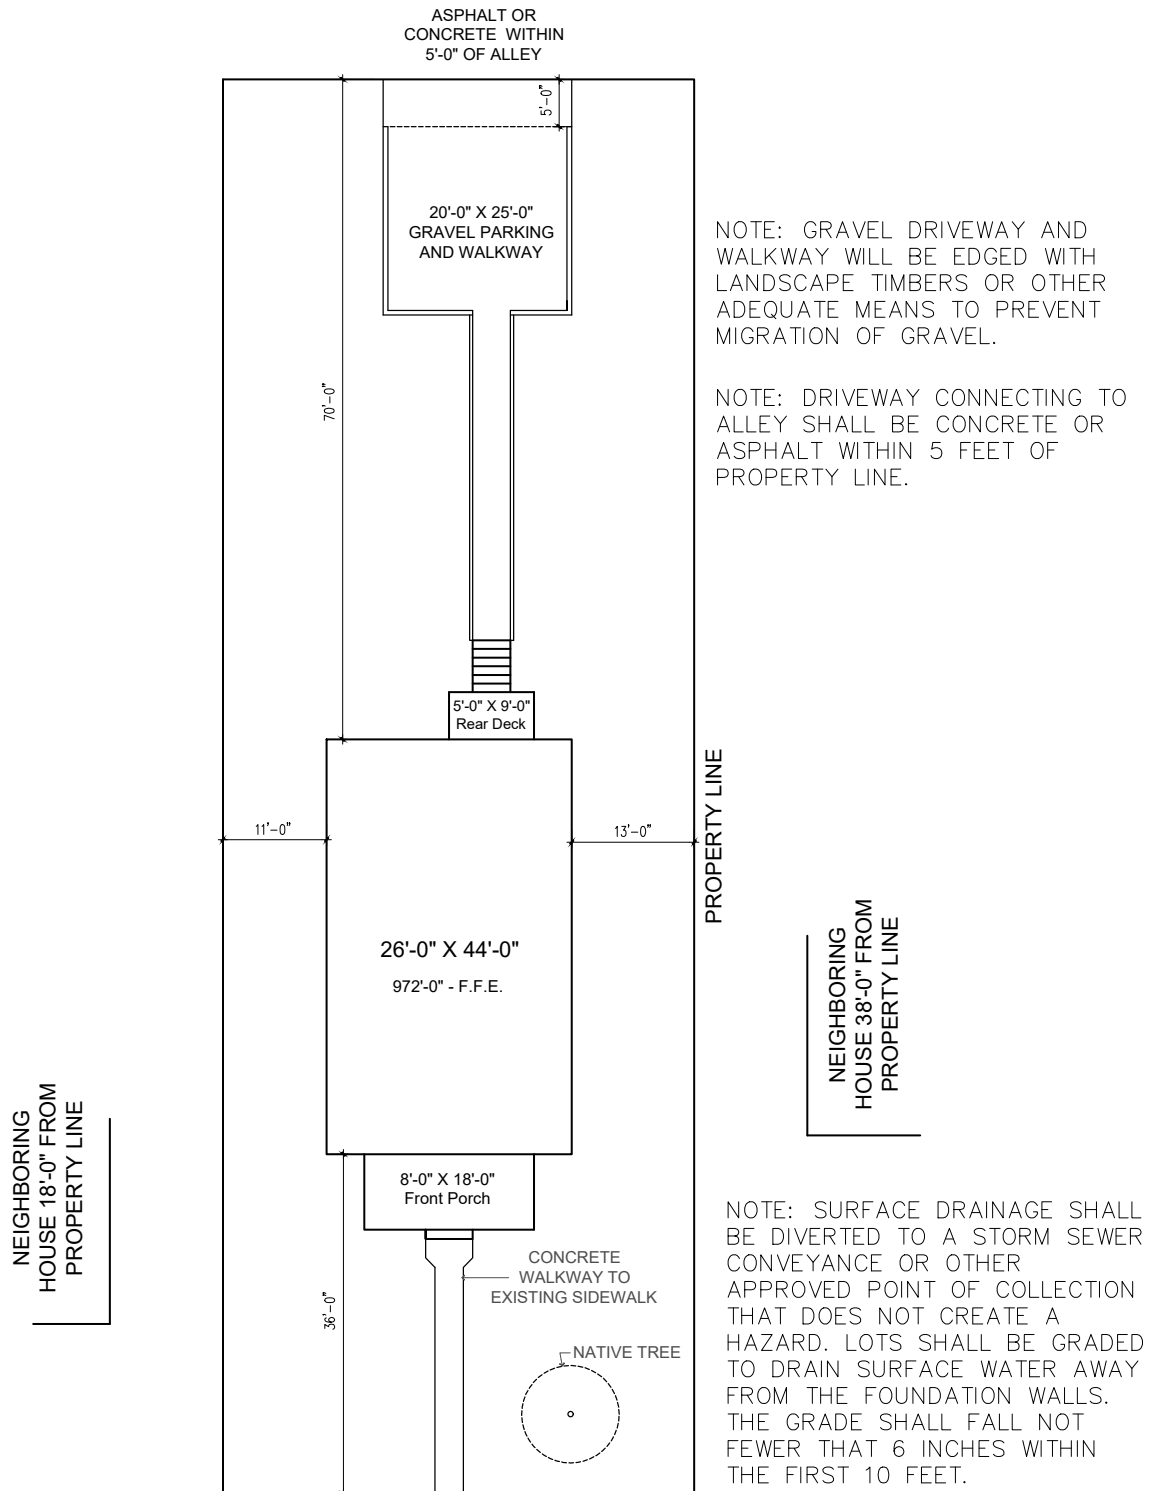 ASPHALT OR
CONCRETE WITHIN
5'-0" OF ALLEY
5'-0"
20'-0" X 25'-0"
GRAVEL PARKING
AND WALKWAY
NOTE: GRAVEL DRIVEWAY AND
WALKWAY WILL BE EDGED WITH
LANDSCAPE TIMBERS OR OTHER
ADEQUATE MEANS TO PREVENT
MIGRATION OF GRAVEL.
NOTE: DRIVEWAY CONNECTING TO
ALLEY SHALL BE CONCRETE OR
ASPHALT WITHIN 5 FEET OF
PROPERTY LINE.
70'-0"
5'-0" X 9'-0"
Rear Deck
11'-0"
13'-0"
PROPERTY LINE
26'-0" X 44'-0"
972'-0" - F.F.E.
NEIGHBORING
HOUSE 38'-0" FROM
PROPERTY LINE
NEIGHBORING
HOUSE 18'-0" FROM
PROPERTY LINE
8'-0" X 18'-0"
Front Porch
CONCRETE
WALKWAY TO
EXISTING SIDEWALK
36'-0"
NATIVE TREE
NOTE: SURFACE DRAINAGE SHALL
BE DIVERTED TO A STORM SEWER
CONVEYANCE OR OTHER
APPROVED POINT OF COLLECTION
THAT DOES NOT CREATE A
HAZARD. LOTS SHALL BE GRADED
TO DRAIN SURFACE WATER AWAY
FROM THE FOUNDATION WALLS.
THE GRADE SHALL FALL NOT
FEWER THAT 6 INCHES WITHIN
THE FIRST 10 FEET.